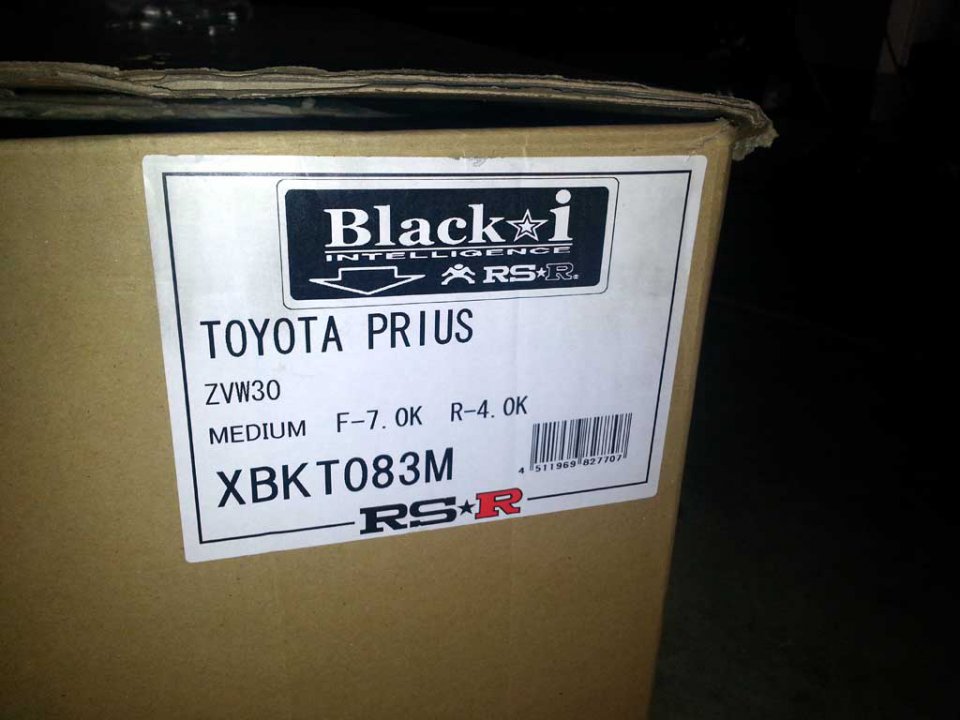 Black☆i
INTELLIGENCE
RS★R®
TOYOTA PRIUS
ZVW30
MEDIUM F-7.0K R-4.0K
XBKT083M
4 511969 827707
RS★R